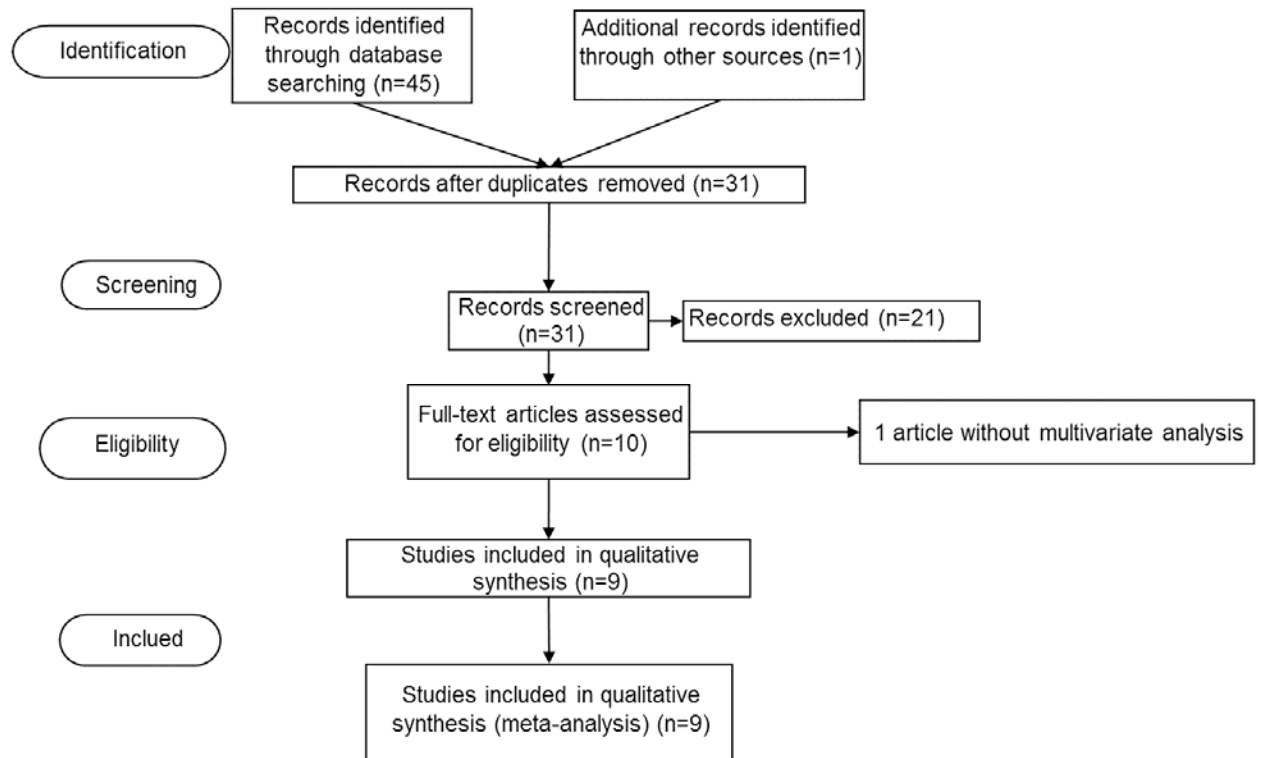 Identification
Records identified
through database
searching (n=45)
Additional records identified
through other sources (n=1)
Records after duplicates removed (n=31)
Screening
Records screened
(n=31)
Records excluded (n=21)
Eligibility
Full-text articles assessed
for eligibility (n=10)
1 article without multivariate analysis
Studies included in qualitative
synthesis (n=9)
Inclued
Studies included in qualitative
synthesis (meta-analysis) (n=9)